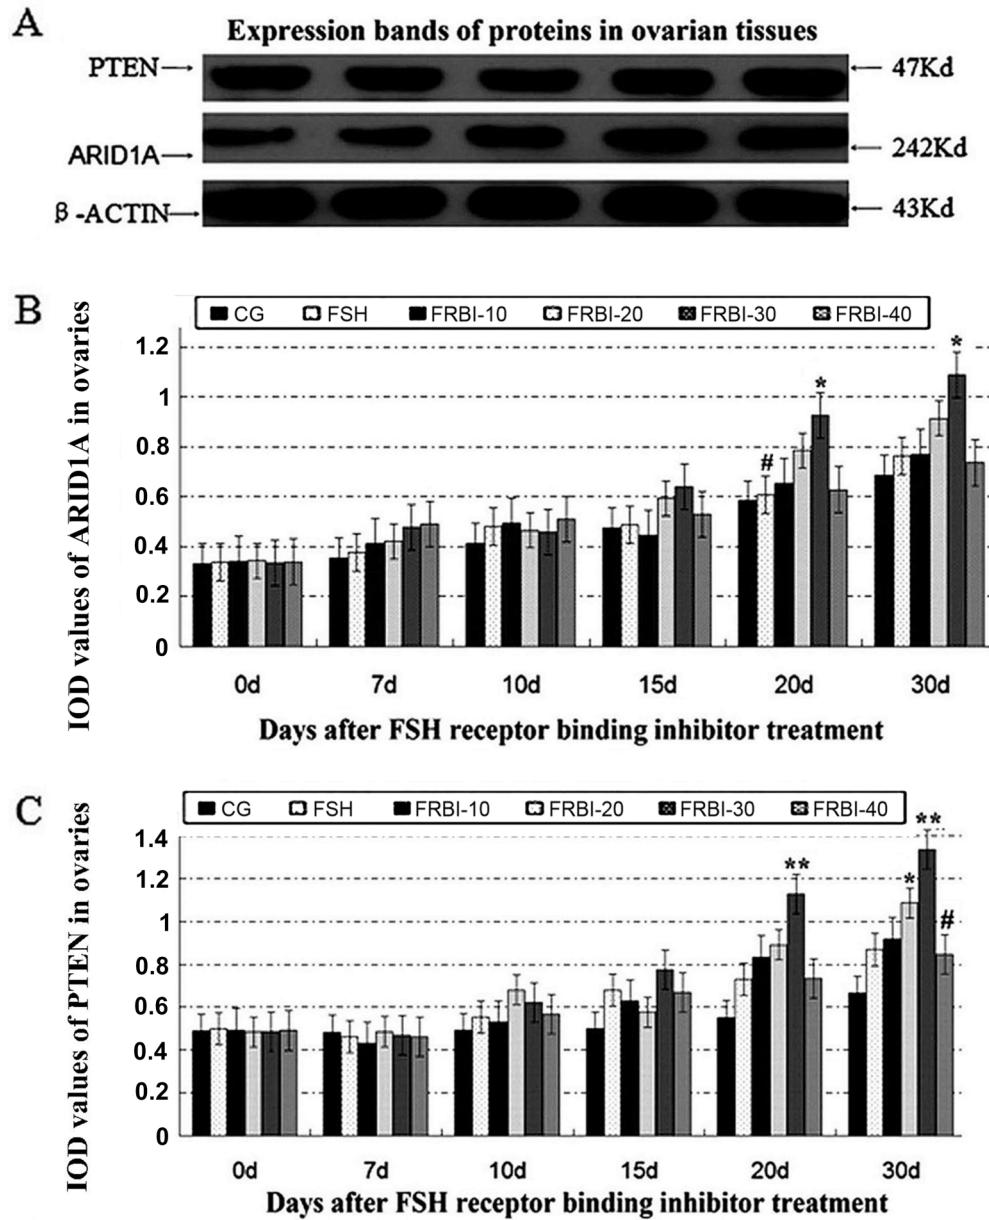 A
Expression bands of proteins in ovarian tissues
PTEN
47Kd
ARID1A
242Kd
β-ACTIN
43Kd
B
CG FSH FRBI-10 FRBI-20 FRBI-30 FRBI-40
IOD values of ARID1A in ovaries
1.2
1
0.8
0.6
0.4
0.2
0
*
*
#
0d 7d 10d 15d 20d 30d
Days after FSH receptor binding inhibitor treatment
C
CG FSH FRBI-10 FRBI-20 FRBI-30 FRBI-40
IOD values of PTEN in ovaries
1.4
1.2
1
0.8
0.6
0.4
0.2
0
**
**
*
#
0d 7d 10d 15d 20d 30d
Days after FSH receptor binding inhibitor treatment